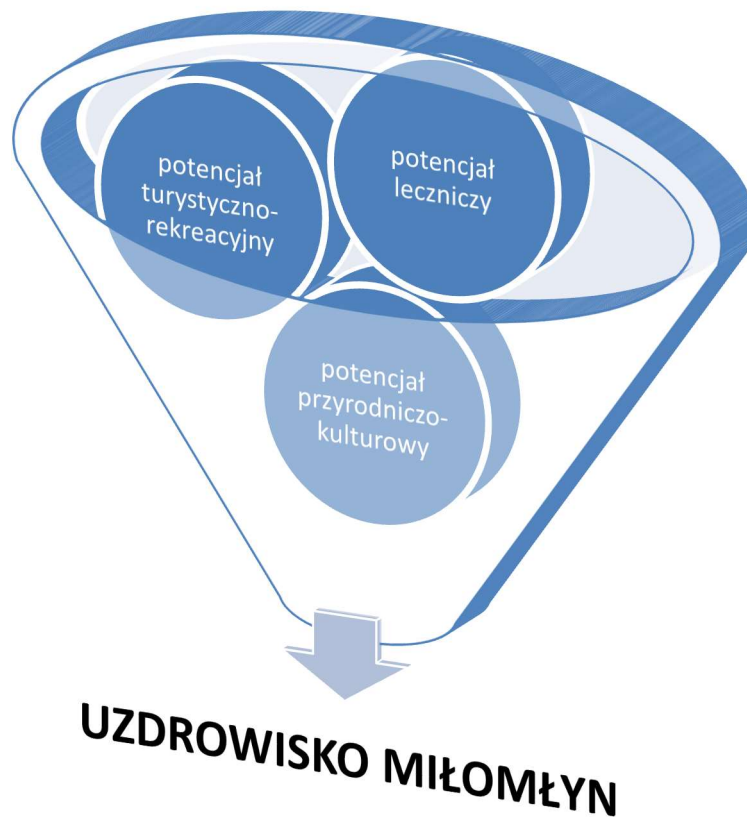 potencjał
turystyczno-
rekreacyjny
potencjał
leczniczy
potencjał
przyrodniczo-
kulturowy
UZDROWISKO MIŁOMŁYN